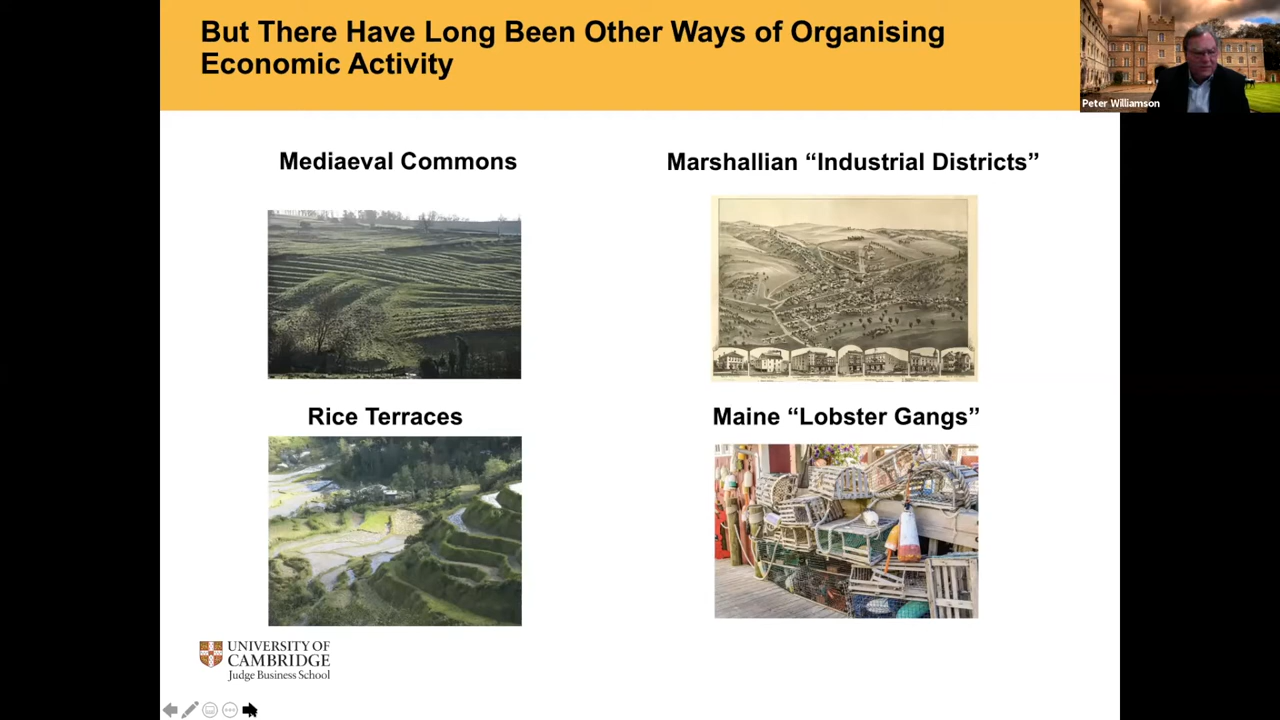 But There Have Long Been Other Ways of Organising
Economic Activity
Peter Williamson
Mediaeval Commons
Marshallian “Industrial Districts”
Rice Terraces
Maine “Lobster Gangs”
UNIVERSITY OF
CAMBRIDGE
Judge Business School